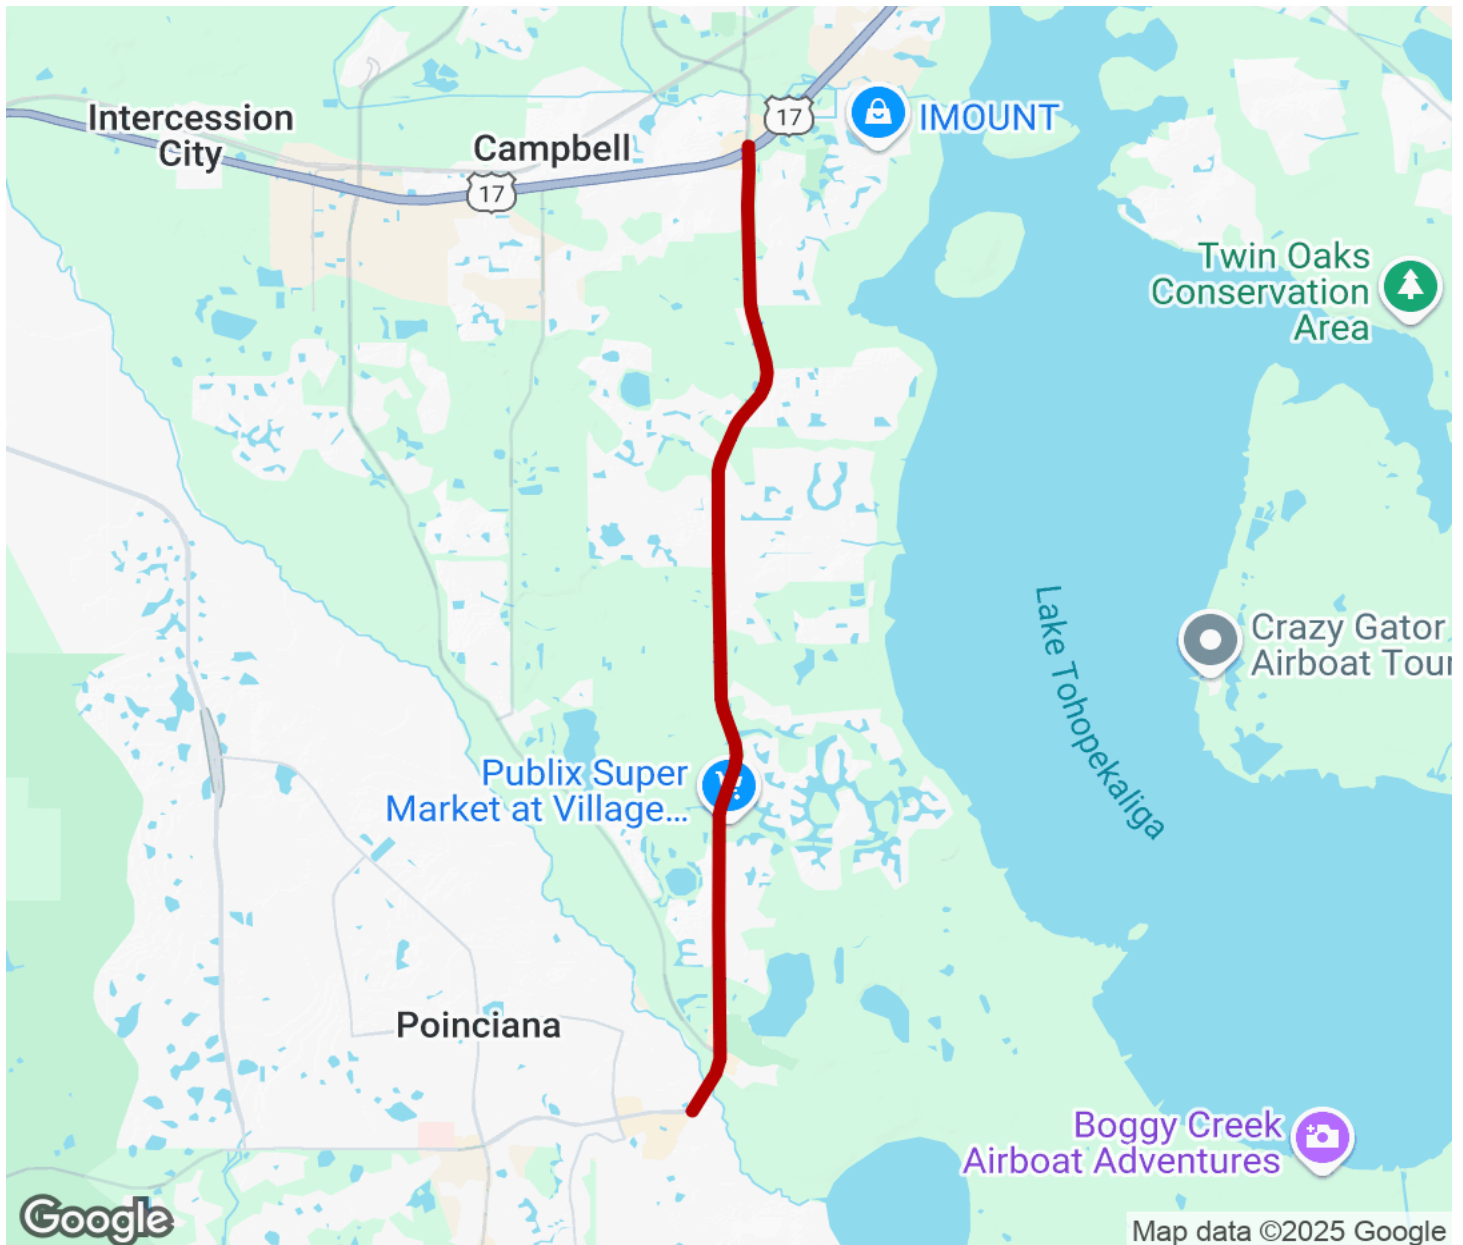 17
IMOUNT
Intercession
City
Campbell
17
Twin Oaks
Conservation
Area
Lake Tohopekaliga
Crazy Gator
Airboat Tour
Publix Super
Market at Village...
Poinciana
Boggy Creek
Airboat Adventures
Google
Map data ©2025 Google